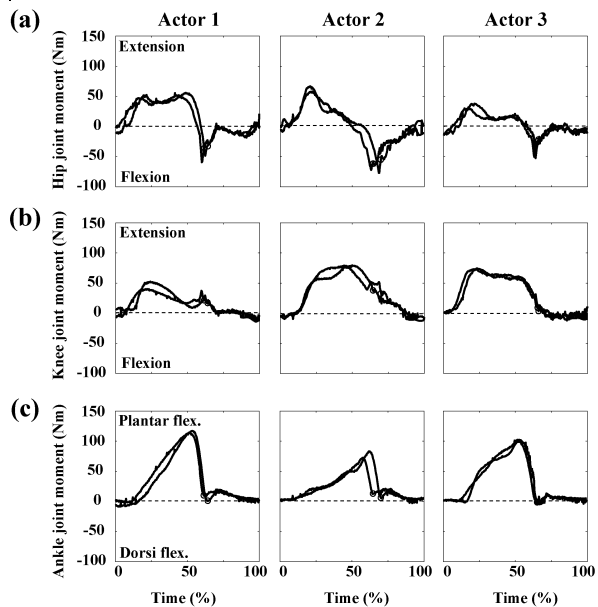 (a)
Actor 1
Actor 2
Actor 3
Hip joint moment (Nm)
150
100
50
0
-50
-100
Extension
Flexion
(b)
Knee joint moment (Nm)
150
100
50
0
-50
-100
Extension
Flexion
(c)
Ankle joint moment (Nm)
150
100
50
0
-50
-100
Plantar flex.
Dorsi flex.
0 50 100 0 50 100 0 50 100
Time (%) Time (%) Time (%)